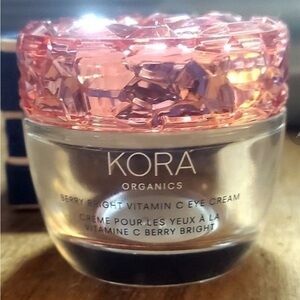 KORA
ORGANICS
BERRY BRIGHT VITAMIN C EYE CREAM
CRÈME POUR LES YEUX À LA
VITAMINE C BERRY BRIGHT